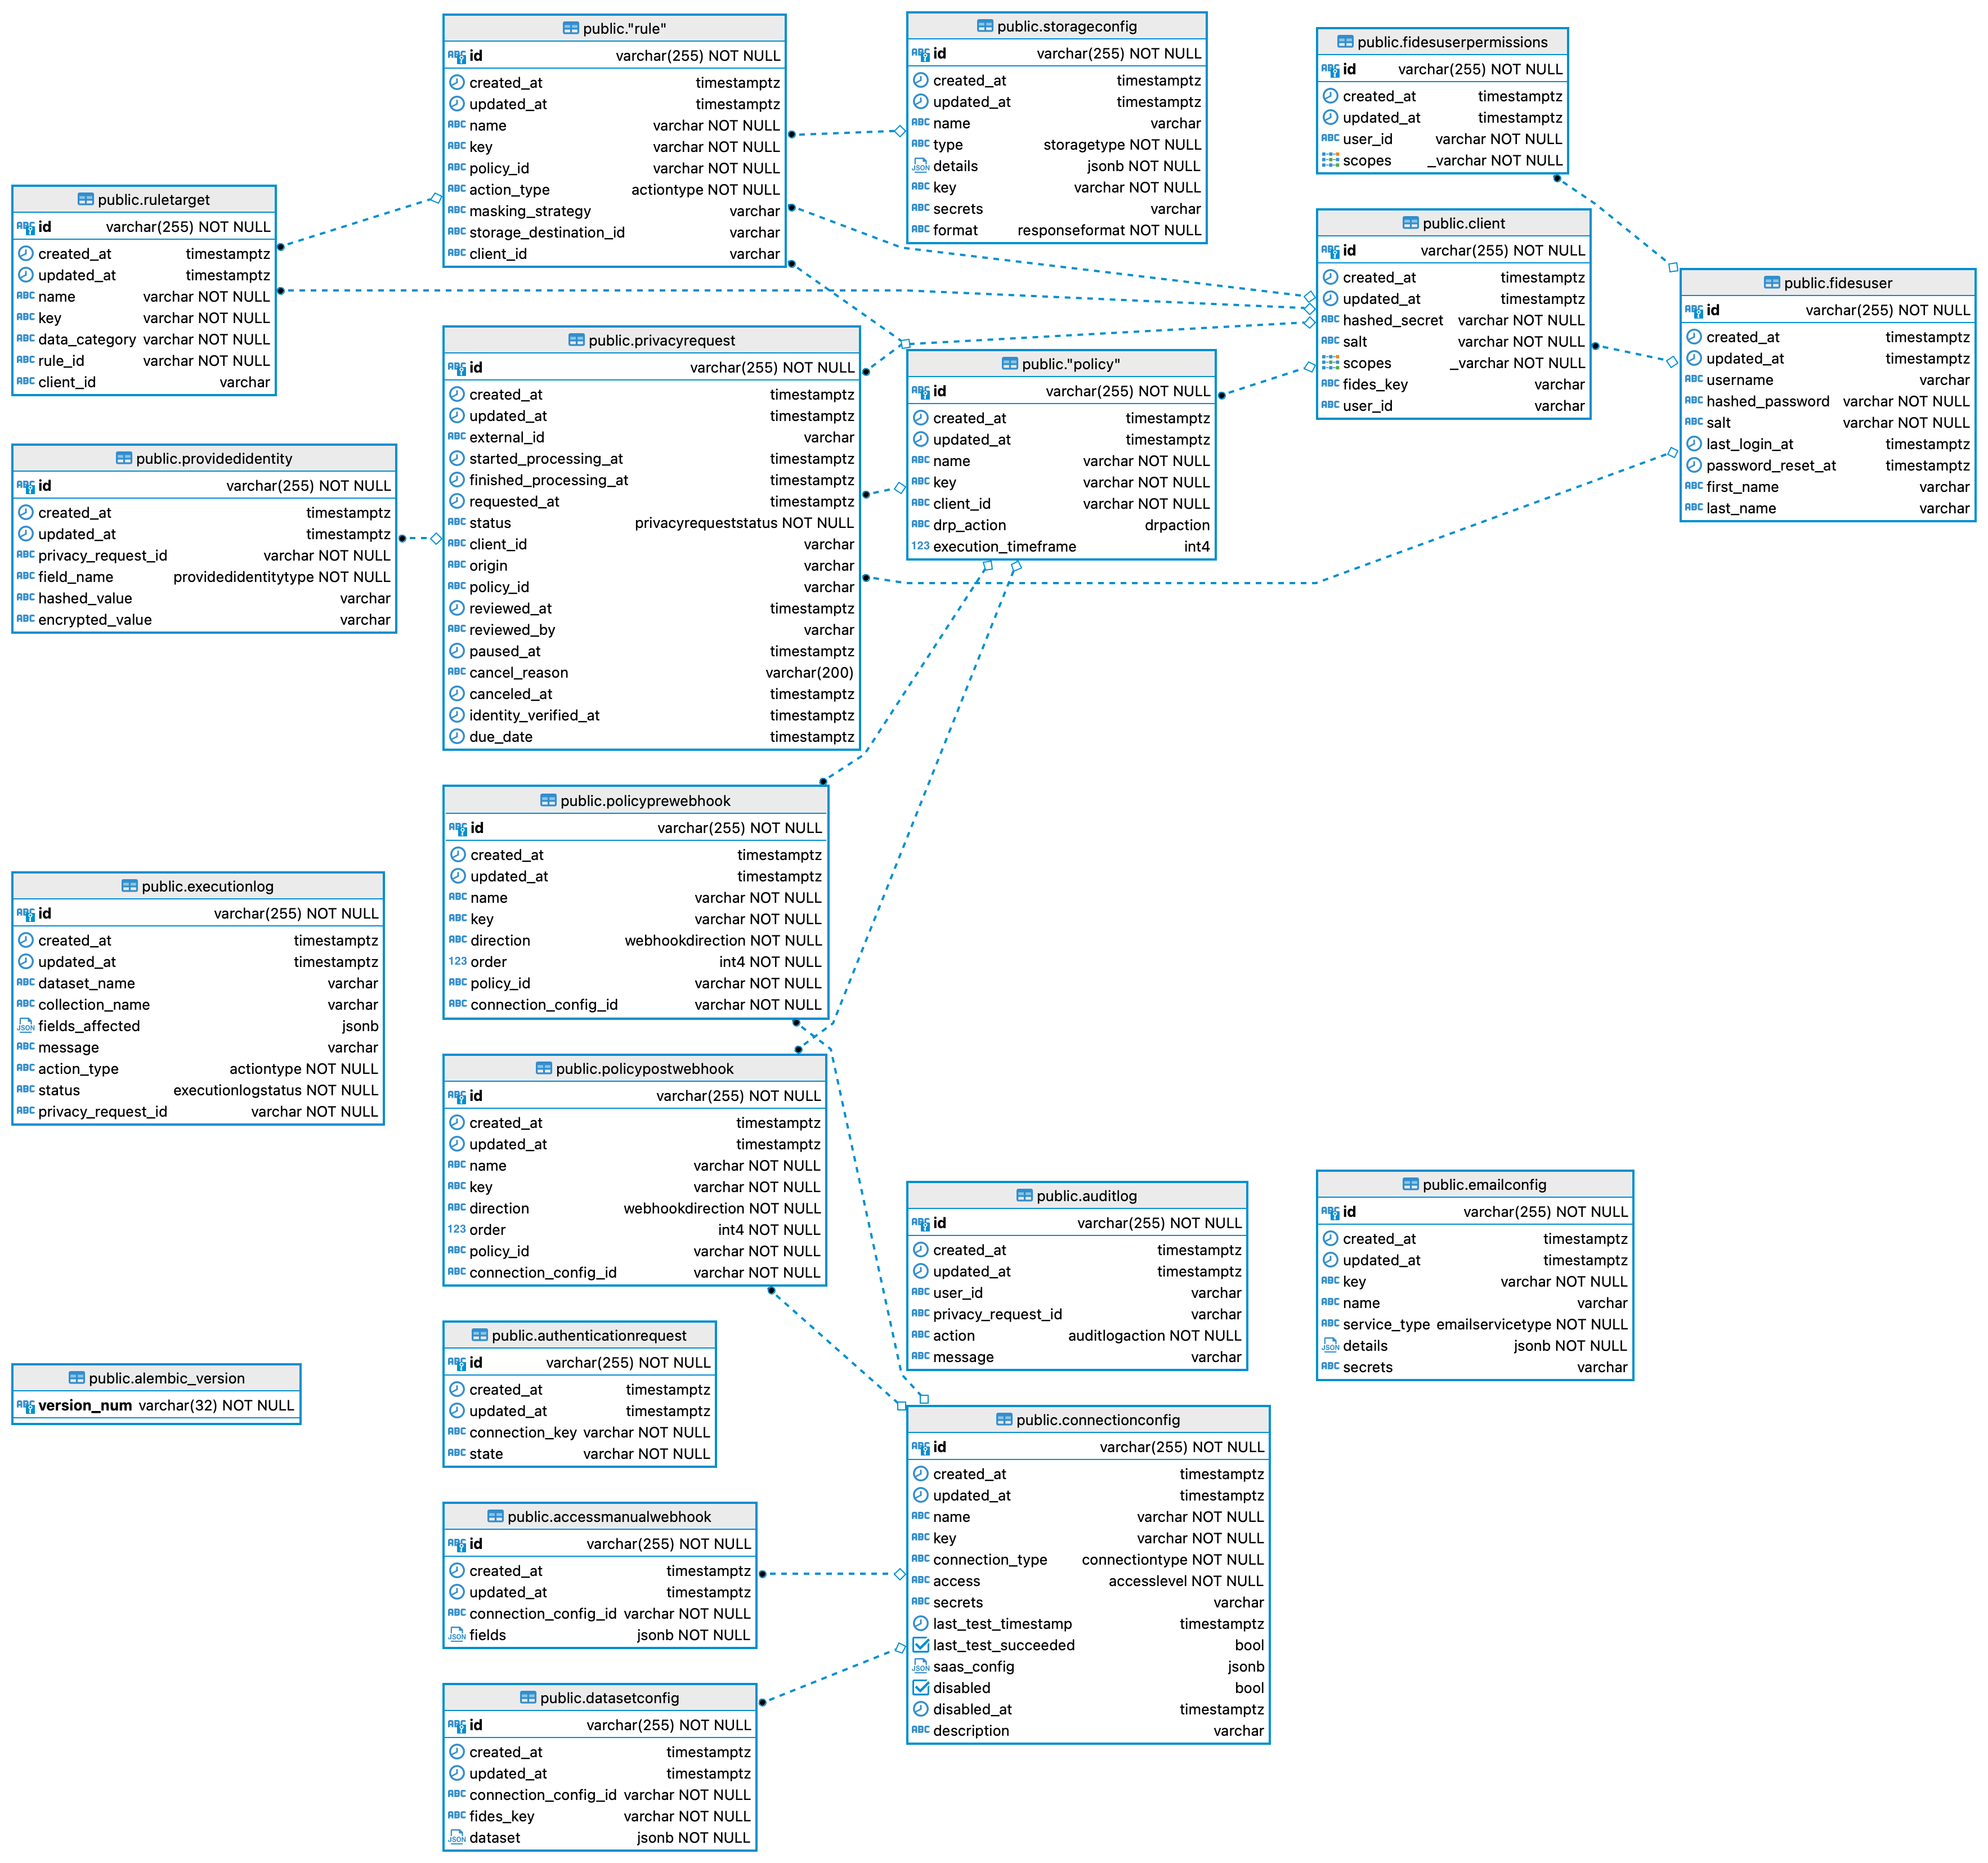 public."rule"
id varchar(255) NOT NULL
created_at timestamptz
updated_at timestamptz
name varchar NOT NULL
key varchar NOT NULL
policy_id varchar NOT NULL
action_type actiontype NOT NULL
masking_strategy varchar
storage_destination_id varchar
client_id varchar
public.storageconfig
id varchar(255) NOT NULL
created_at timestamptz
updated_at timestamptz
name varchar
type storagetype NOT NULL
details jsonb NOT NULL
key varchar NOT NULL
secrets varchar
format responseformat NOT NULL
public.fidesuserpermissions
id varchar(255) NOT NULL
created_at timestamptz
updated_at timestamptz
user_id varchar NOT NULL
scopes _varchar NOT NULL
public.ruletarget
id varchar(255) NOT NULL
created_at timestamptz
updated_at timestamptz
name varchar NOT NULL
key varchar NOT NULL
data_category varchar NOT NULL
rule_id varchar NOT NULL
client_id varchar
public.client
id varchar(255) NOT NULL
created_at timestamptz
updated_at timestamptz
hashed_secret varchar NOT NULL
salt varchar NOT NULL
scopes _varchar NOT NULL
fides_key varchar
user_id varchar
public.fidesuser
id varchar(255) NOT NULL
created_at timestamptz
updated_at timestamptz
username varchar
hashed_password varchar NOT NULL
salt varchar NOT NULL
last_login_at timestamptz
password_reset_at timestamptz
first_name varchar
last_name varchar
public.privacyrequest
id varchar(255) NOT NULL
created_at timestamptz
updated_at timestamptz
external_id varchar
started_processing_at timestamptz
finished_processing_at timestamptz
requested_at timestamptz
status privacyrequeststatus NOT NULL
client_id varchar
origin varchar
policy_id varchar
reviewed_at timestamptz
reviewed_by varchar
paused_at timestamptz
cancel_reason varchar(200)
canceled_at timestamptz
identity_verified_at timestamptz
due_date timestamptz
public."policy"
id varchar(255) NOT NULL
created_at timestamptz
updated_at timestamptz
name varchar NOT NULL
key varchar NOT NULL
client_id varchar NOT NULL
drp_action drpaction
123 execution_timeframe int4
public.providedidentity
id varchar(255) NOT NULL
created_at timestamptz
updated_at timestamptz
privacy_request_id varchar NOT NULL
field_name providedidentitytype NOT NULL
hashed_value varchar
encrypted_value varchar
public.policyprewebhook
id varchar(255) NOT NULL
created_at timestamptz
updated_at timestamptz
name varchar NOT NULL
key varchar NOT NULL
direction webhookdirection NOT NULL
123 order int4 NOT NULL
policy_id varchar NOT NULL
connection_config_id varchar NOT NULL
public.executionlog
id varchar(255) NOT NULL
created_at timestamptz
updated_at timestamptz
dataset_name varchar
collection_name varchar
fields_affected jsonb
message varchar
action_type actiontype NOT NULL
status executionlogstatus NOT NULL
privacy_request_id varchar NOT NULL
public.policypostwebhook
id varchar(255) NOT NULL
created_at timestamptz
updated_at timestamptz
name varchar NOT NULL
key varchar NOT NULL
direction webhookdirection NOT NULL
123 order int4 NOT NULL
policy_id varchar NOT NULL
connection_config_id varchar NOT NULL
public.auditlog
id varchar(255) NOT NULL
created_at timestamptz
updated_at timestamptz
user_id varchar
privacy_request_id varchar
action auditlogaction NOT NULL
message varchar
public.emailconfig
id varchar(255) NOT NULL
created_at timestamptz
updated_at timestamptz
key varchar NOT NULL
name varchar
service_type emailservicetype NOT NULL
details jsonb NOT NULL
secrets varchar
public.authenticationrequest
id varchar(255) NOT NULL
created_at timestamptz
updated_at timestamptz
connection_key varchar NOT NULL
state varchar NOT NULL
public.alembic_version
version_num varchar(32) NOT NULL
public.connectionconfig
id varchar(255) NOT NULL
created_at timestamptz
updated_at timestamptz
name varchar NOT NULL
key varchar NOT NULL
connection_type connectiontype NOT NULL
access accesslevel NOT NULL
secrets varchar
last_test_timestamp timestamptz
last_test_succeeded bool
saas_config jsonb
disabled bool
disabled_at timestamptz
description varchar
public.accessmanualwebhook
id varchar(255) NOT NULL
created_at timestamptz
updated_at timestamptz
connection_config_id varchar NOT NULL
fields jsonb NOT NULL
public.datasetconfig
id varchar(255) NOT NULL
created_at timestamptz
updated_at timestamptz
connection_config_id varchar NOT NULL
fides_key varchar NOT NULL
dataset jsonb NOT NULL